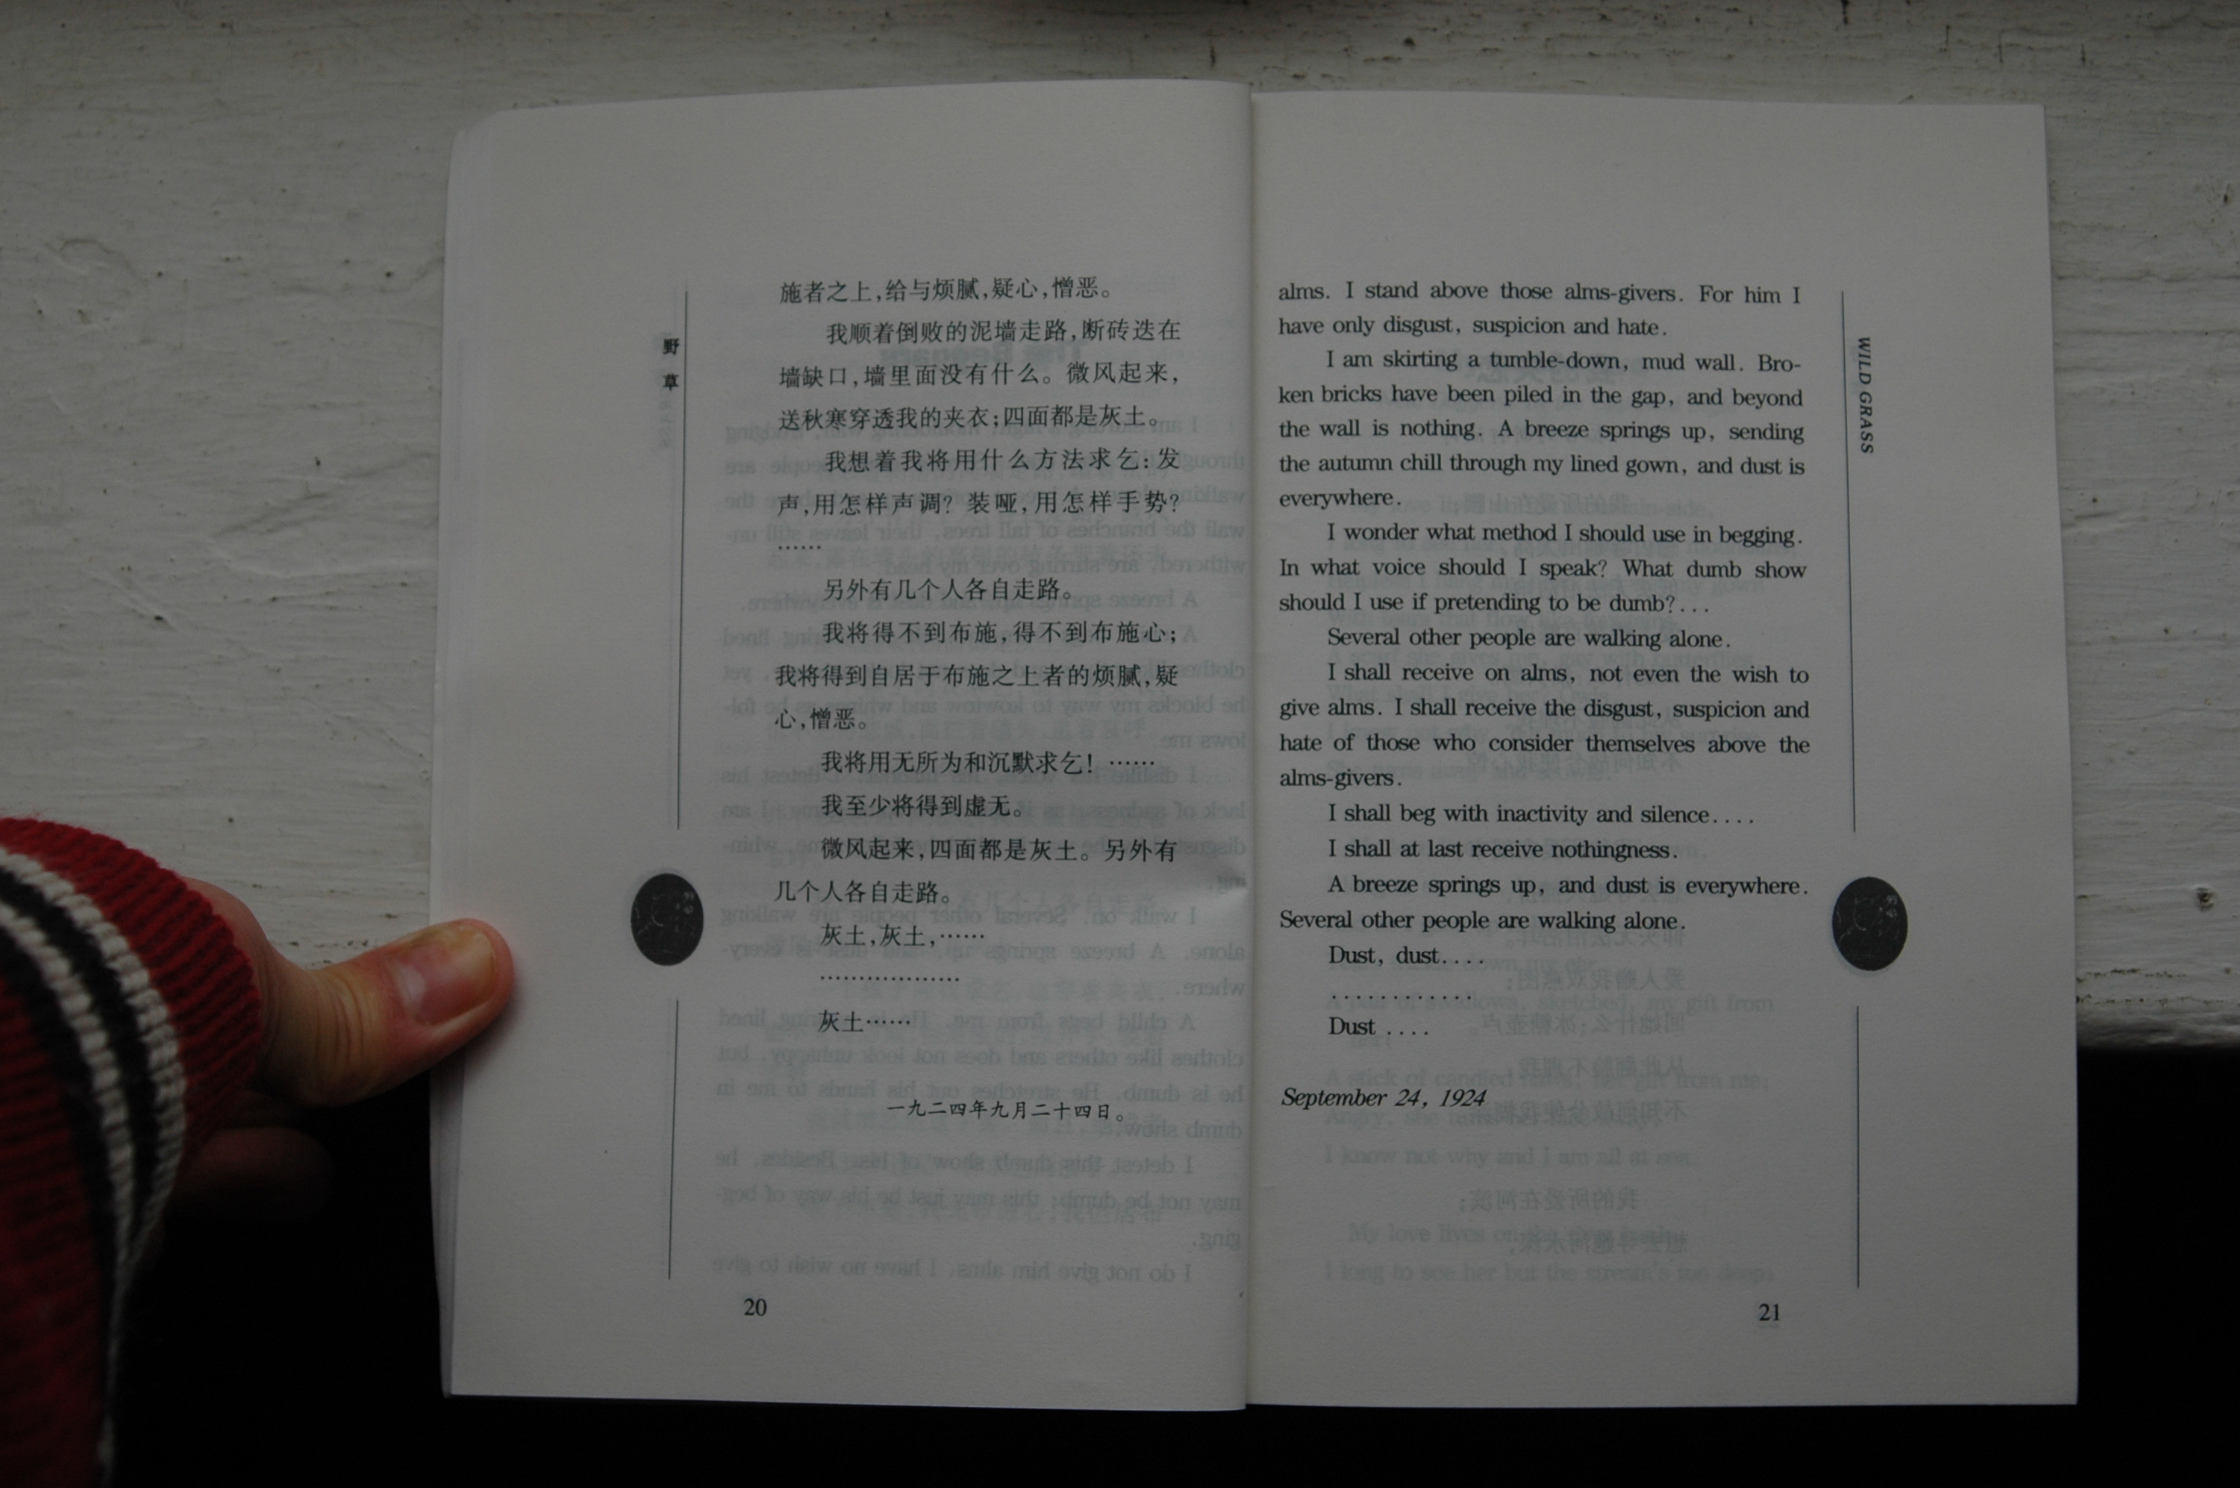 野草
施者之上,给与烦腻,疑心,憎恶。
我顺着倒败的泥墙走路,断砖迭在
墙缺口,墙里面没有什么。微风起来,
送秋寒穿透我的夹衣;四面都是灰土。
我想着我将用什么方法求乞:发
声,用怎样声调?装哑,用怎样手势?
……
另外有几个人各自走路。
我将得不到布施,得不到布施心;
我将得到自居于布施之上者的烦腻,疑
心,憎恶。
我将用无所为和沉默求乞!……
我至少将得到虚无。
微风起来,四面都是灰土。另外有
几个人各自走路。
灰土,灰土,……
………………
灰土……
一九二四年九月二十四日。
20
alms. I stand above those alms-givers. For him I
have only disgust, suspicion and hate.
I am skirting a tumble-down, mud wall. Bro-
ken bricks have been piled in the gap, and beyond
the wall is nothing. A breeze springs up, sending
the autumn chill through my lined gown, and dust is
everywhere.
I wonder what method I should use in begging.
In what voice should I speak? What dumb show
should I use if pretending to be dumb?...
Several other people are walking alone.
I shall receive on alms, not even the wish to
give alms. I shall receive the disgust, suspicion and
hate of those who consider themselves above the
alms-givers.
I shall beg with inactivity and silence....
I shall at last receive nothingness.
A breeze springs up, and dust is everywhere.
Several other people are walking alone.
Dust, dust....
............
Dust ....
September 24, 1924
WILD GRASS
21